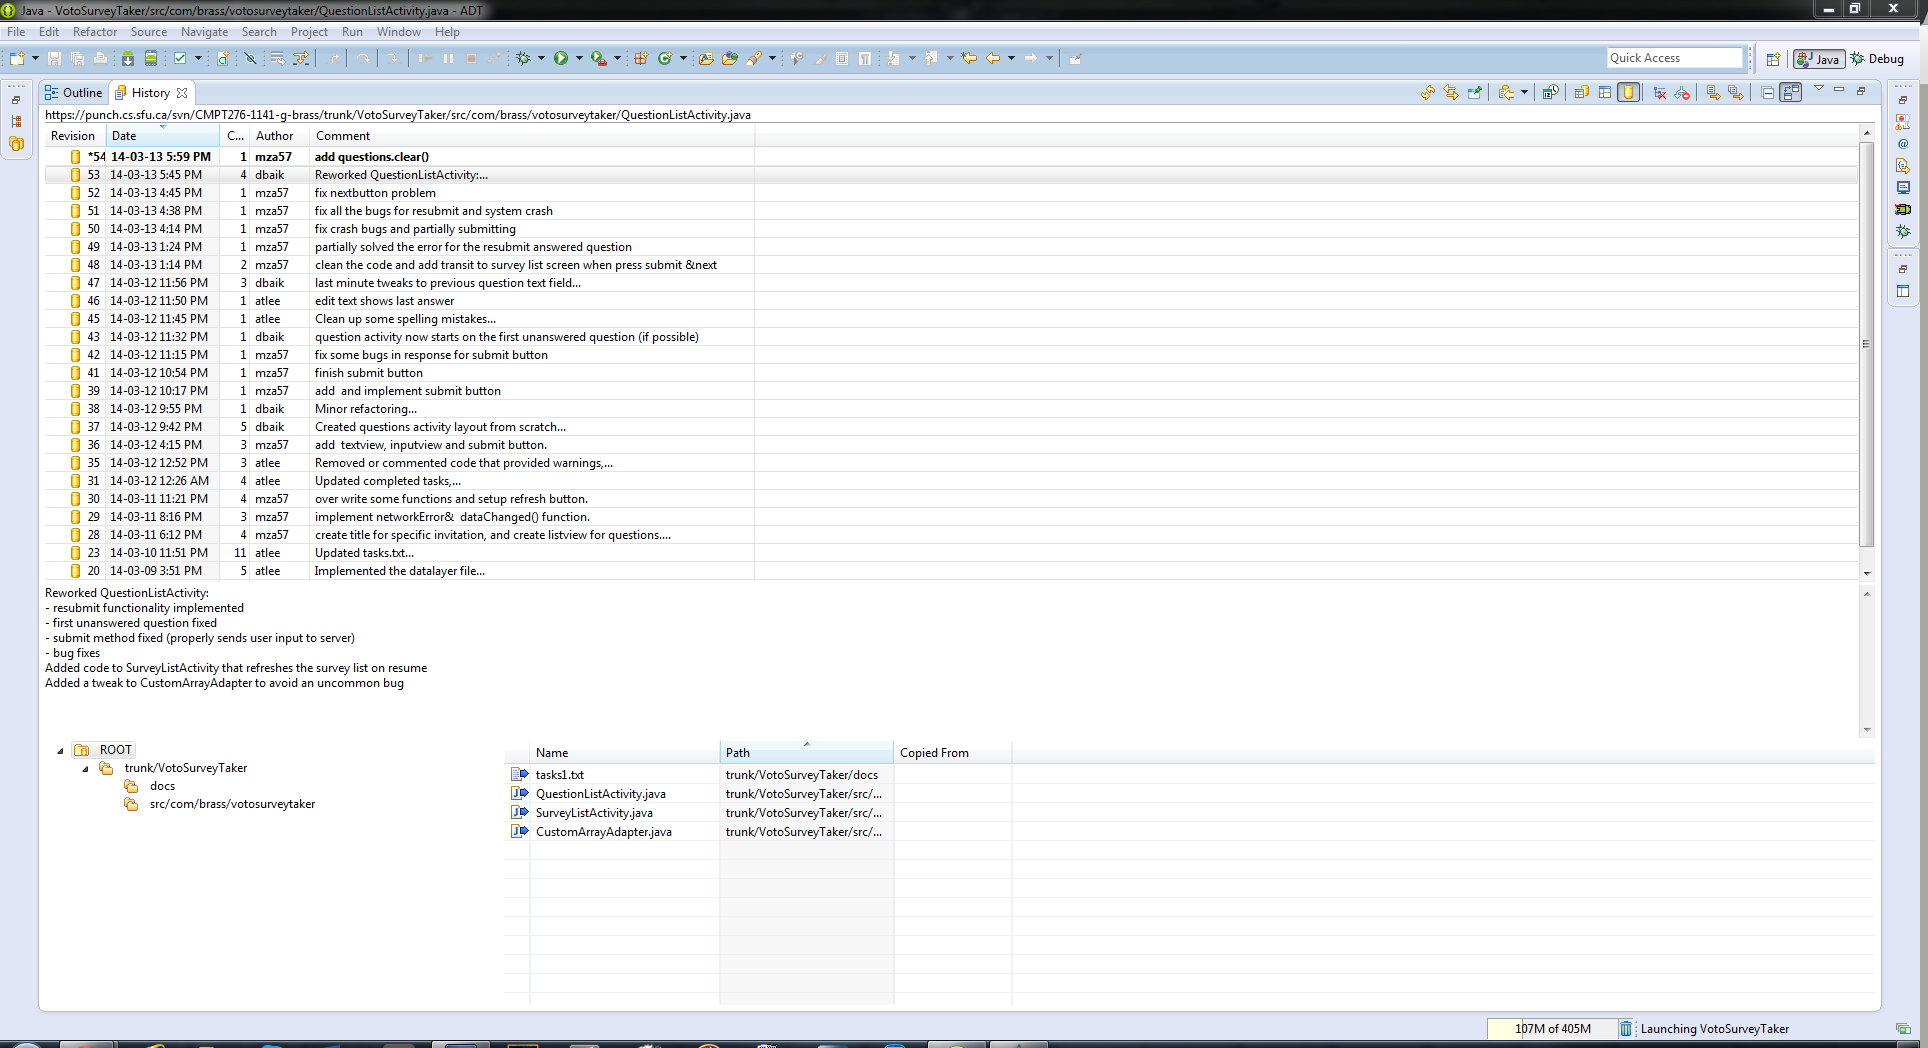 Java - VotoSurveyTaker/src/com/brass/votosurveytaker/QuestionListActivity.java - ADT
File Edit Refactor Source Navigate Search Project Run Window Help
Quick Access Java Debug
Outline History
https://punch.cs.sfu.ca/svn/CMPT276-1141-g-brass/trunk/VotoSurveyTaker/src/com/brass/votosurveytaker/QuestionListActivity.java
Revision Date C... Author Comment
*54 14-03-13 5:59 PM 1 mza57 add questions.clear()
53 14-03-13 5:45 PM 4 dbaik Reworked QuestionListActivity:...
52 14-03-13 4:45 PM 1 mza57 fix nextbutton problem
51 14-03-13 4:38 PM 1 mza57 fix all the bugs for resubmit and system crash
50 14-03-13 4:14 PM 1 mza57 fix crash bugs and partially submitting
49 14-03-13 1:24 PM 1 mza57 partially solved the error for the resubmit answered question
48 14-03-13 1:14 PM 2 mza57 clean the code and add transit to survey list screen when press submit &next
47 14-03-12 11:56 PM 3 dbaik last minute tweaks to previous question text field...
46 14-03-12 11:50 PM 1 atlee edit text shows last answer
45 14-03-12 11:45 PM 1 atlee Clean up some spelling mistakes...
43 14-03-12 11:32 PM 1 dbaik question activity now starts on the first unanswered question (if possible)
42 14-03-12 11:15 PM 1 mza57 fix some bugs in response for submit button
41 14-03-12 10:54 PM 1 mza57 finish submit button
39 14-03-12 10:17 PM 1 mza57 add  and implement submit button
38 14-03-12 9:55 PM 1 dbaik Minor refactoring...
37 14-03-12 9:42 PM 5 dbaik Created questions activity layout from scratch...
36 14-03-12 4:15 PM 3 mza57 add  textview, inputview and submit button.
35 14-03-12 12:52 PM 3 atlee Removed or commented code that provided warnings,...
31 14-03-12 12:26 AM 4 atlee Updated completed tasks,...
30 14-03-11 11:21 PM 4 mza57 over write some functions and setup refresh button.
29 14-03-11 8:16 PM 3 mza57 implement networkError&  dataChanged() function.
28 14-03-11 6:12 PM 4 mza57 create title for specific invitation, and create listview for questions....
23 14-03-10 11:51 PM 11 atlee Updated tasks.txt...
20 14-03-09 3:51 PM 5 atlee Implemented the datalayer file...
Reworked QuestionListActivity:
- resubmit functionality implemented
- first unanswered question fixed
- submit method fixed (properly sends user input to server)
- bug fixes
Added code to SurveyListActivity that refreshes the survey list on resume
Added a tweak to CustomArrayAdapter to avoid an uncommon bug
ROOT
trunk/VotoSurveyTaker
docs
src/com/brass/votosurveytaker
Name Path Copied From
tasks1.txt trunk/VotoSurveyTaker/docs
QuestionListActivity.java trunk/VotoSurveyTaker/src/...
SurveyListActivity.java trunk/VotoSurveyTaker/src/...
CustomArrayAdapter.java trunk/VotoSurveyTaker/src/...
107M of 405M Launching VotoSurveyTaker